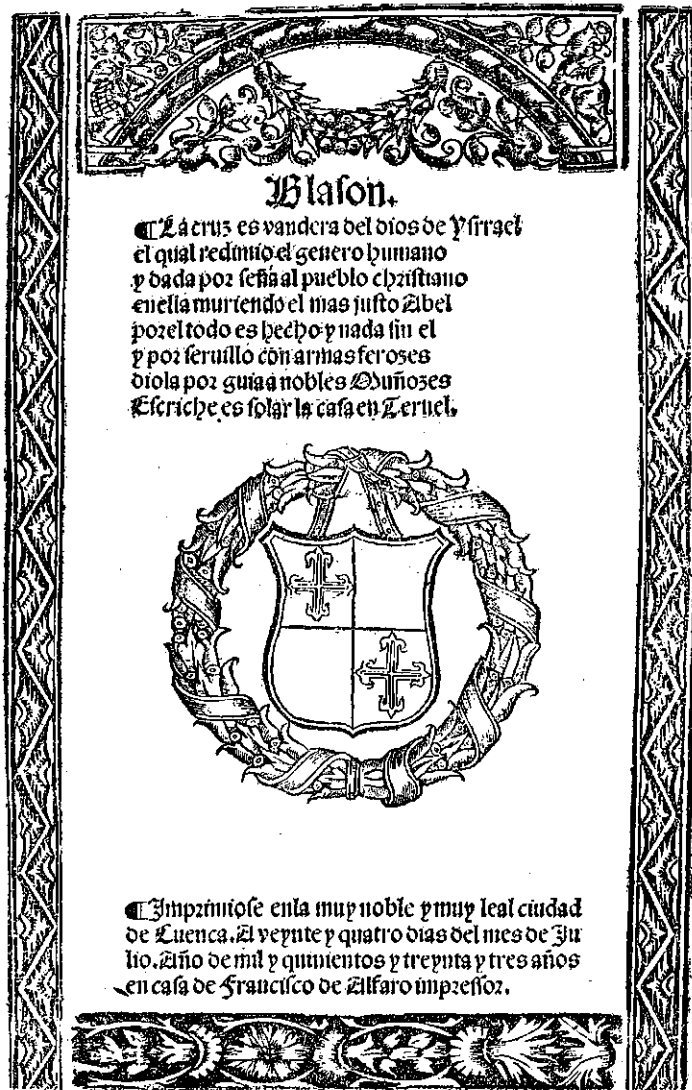 Blason.
¶ La cruz es vandera del dios de Ysrrael
el qual redimio el genero humano
y dada por seña al pueblo christiano
enella muriendo el mas justo Abel
por el todo es hecho y nada sin el
y por seruillo con armas ferozes
diola por guia a nobles Muñozes
Escriche es solar la casa en Teruel.
¶ Imprimiose enla muy noble y muy leal ciudad
de Cuenca. A veynte y quatro dias del mes de Ju
lio. Año de mil y quinientos y treynta y tres años
en casa de Francisco de Alfaro impressor.